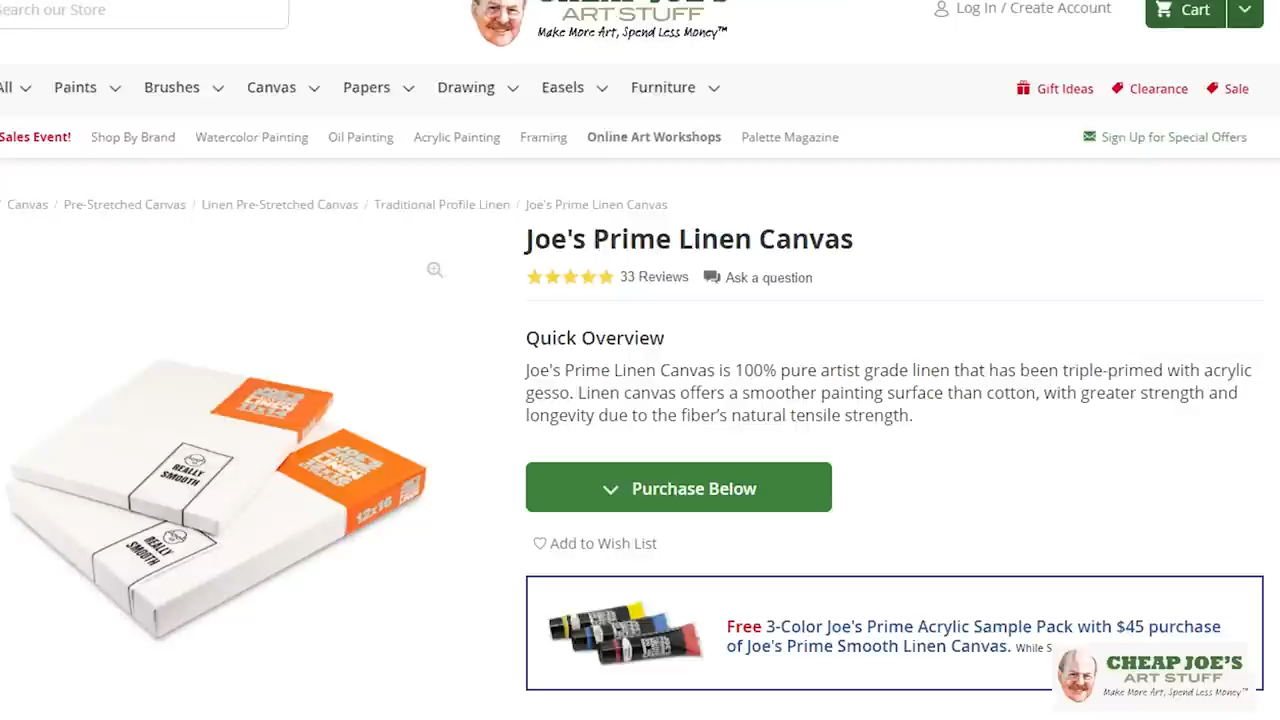 Search our Store
CHEAP JOE'S
ART STUFF
Make More Art, Spend Less Money™
Log In / Create Account
Cart
All
Paints
Brushes
Canvas
Papers
Drawing
Easels
Furniture
Gift Ideas
Clearance
Sale
Sales Event!
Shop By Brand
Watercolor Painting
Oil Painting
Acrylic Painting
Framing
Online Art Workshops
Palette Magazine
Sign Up for Special Offers
/ Canvas / Pre-Stretched Canvas / Linen Pre-Stretched Canvas / Traditional Profile Linen / Joe's Prime Linen Canvas
Joe's Prime Linen Canvas
33 Reviews
Ask a question
Quick Overview
Joe's Prime Linen Canvas is 100% pure artist grade linen that has been triple-primed with acrylic
gesso. Linen canvas offers a smoother painting surface than cotton, with greater strength and
longevity due to the fiber’s natural tensile strength.
REALLY
SMOOTH
REALLY
SMOOTH
12x16
Purchase Below
Add to Wish List
Free 3-Color Joe's Prime Acrylic Sample Pack with $45 purchase
of Joe's Prime Smooth Linen Canvas. While S
CHEAP JOE'S
ART STUFF
Make More Art, Spend Less Money™